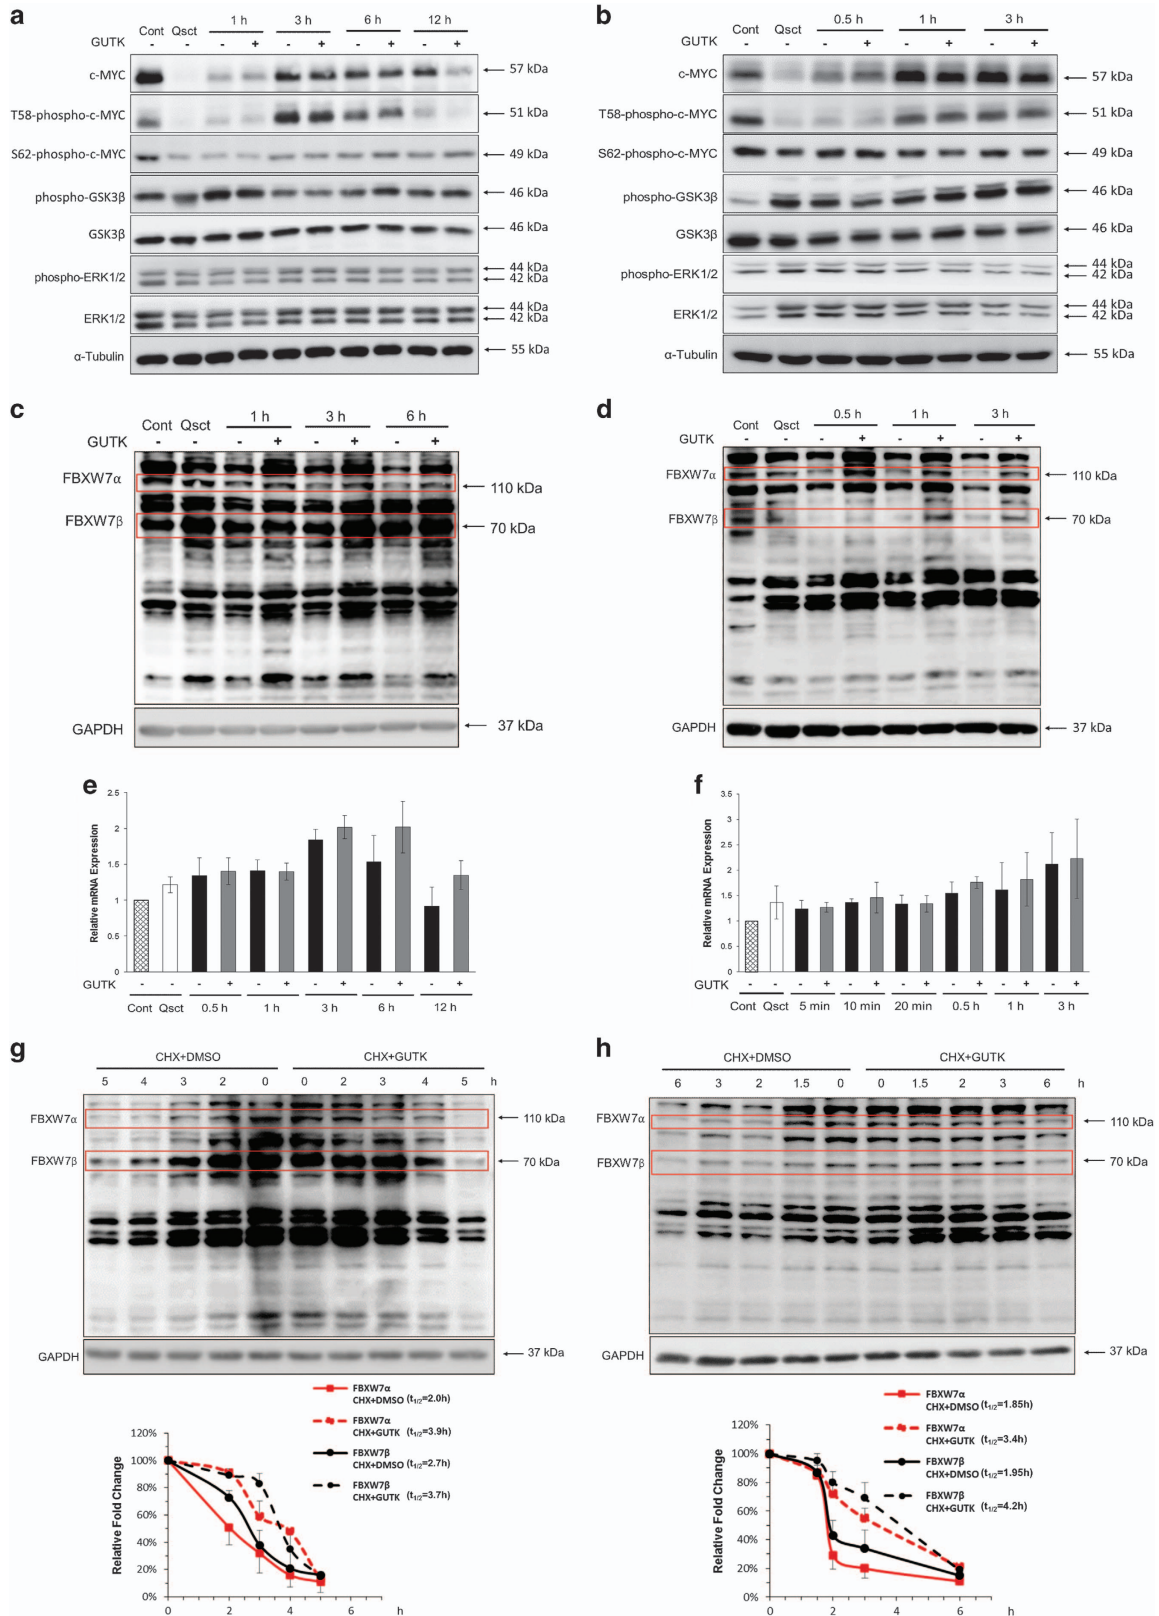 a
1 h 3 h 6 h 12 h
Cont Qsct
GUTK - - - + - + - + - +
c-MYC 57 kDa
T58-phospho-c-MYC 51 kDa
S62-phospho-c-MYC 49 kDa
phospho-GSK3β 46 kDa
GSK3β 46 kDa
phospho-ERK1/2 44 kDa
42 kDa
ERK1/2 44 kDa
42 kDa
α-Tubulin 55 kDa
b
Cont Qsct 0.5 h 1 h 3 h
GUTK - - - + - + - +
c-MYC 57 kDa
T58-phospho-c-MYC 51 kDa
S62-phospho-c-MYC 49 kDa
phospho-GSK3β 46 kDa
GSK3β 46 kDa
phospho-ERK1/2 44 kDa
42 kDa
ERK1/2 44 kDa
42 kDa
α-Tubulin 55 kDa
c
Cont Qsct 1 h 3 h 6 h
GUTK - - - + - + - +
FBXW7α 110 kDa
FBXW7β 70 kDa
GAPDH 37 kDa
d
Cont Qsct 0.5 h 1 h 3 h
GUTK - - - + - + - +
FBXW7α 110 kDa
FBXW7β 70 kDa
GAPDH 37 kDa
e
Relative mRNA Expression
2.5
2
1.5
1
0.5
0
GUTK - - - + - + - + - + - +
Cont Qsct 0.5 h 1 h 3 h 6 h 12 h
f
Relative mRNA Expression
3.5
3
2.5
2
1.5
1
0.5
0
GUTK - - - + - + - + - + - + - +
Cont Qsct 5 min 10 min 20 min 0.5 h 1 h 3 h
g
CHX+DMSO CHX+GUTK
5 4 3 2 0 0 2 3 4 5 h
FBXW7α 110 kDa
FBXW7β 70 kDa
GAPDH 37 kDa
FBXW7α
CHX+DMSO (t1/2=2.0h)
FBXW7α
CHX+GUTK (t1/2=3.9h)
FBXW7β
CHX+DMSO (t1/2=2.7h)
FBXW7β
CHX+GUTK (t1/2=3.7h)
Relative Fold Change
120%
100%
80%
60%
40%
20%
0%
0 2 4 6 h
h
CHX+DMSO CHX+GUTK
6 3 2 1.5 0 0 1.5 2 3 6 h
FBXW7α 110 kDa
FBXW7β 70 kDa
GAPDH 37 kDa
FBXW7α
CHX+DMSO (t1/2=1.85h)
FBXW7α
CHX+GUTK (t1/2=3.4h)
FBXW7β
CHX+DMSO (t1/2=1.95h)
FBXW7β
CHX+GUTK (t1/2=4.2h)
Relative Fold Change
120%
100%
80%
60%
40%
20%
0%
0 2 4 6 h